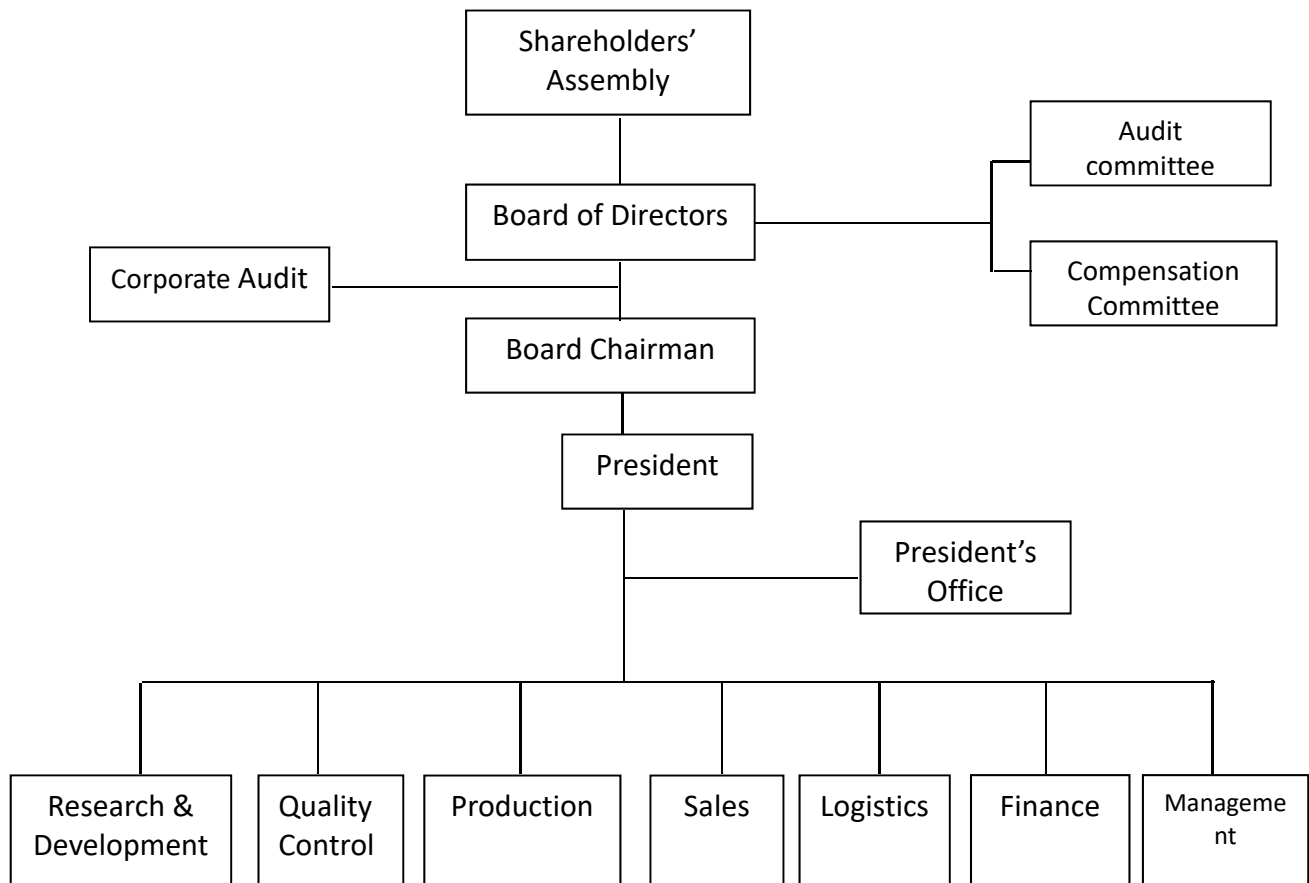 Shareholders’
Assembly
Audit
committee
Board of Directors
Corporate Audit
Compensation
Committee
Board Chairman
President
President’s
Office
Research &
Development
Quality
Control
Production
Sales
Logistics
Finance
Manageme
nt